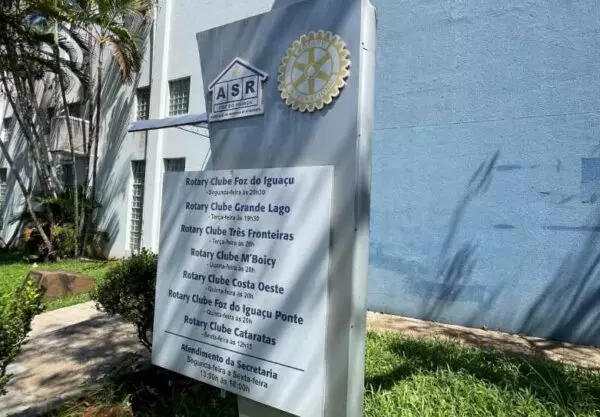 ASR
Rotary Clube Foz do Iguaçu
- Segunda-feira às 20h30
Rotary Clube Grande Lago
- Terça-feira às 19h30
Rotary Clube Três Fronteiras
- Terça-feira às 20h
Rotary Clube M'Boicy
- Quarta-feira às 20h
Rotary Clube Costa Oeste
- Quinta-feira às 20h
Rotary Clube Foz do Iguaçu Ponte
- Quinta-feira às 20h
Rotary Clube Cataratas
- Sexta-feira às 12h15
Atendimento da Secretaria
Segunda-feira e Sexta-feira
13:00h às 18:00h